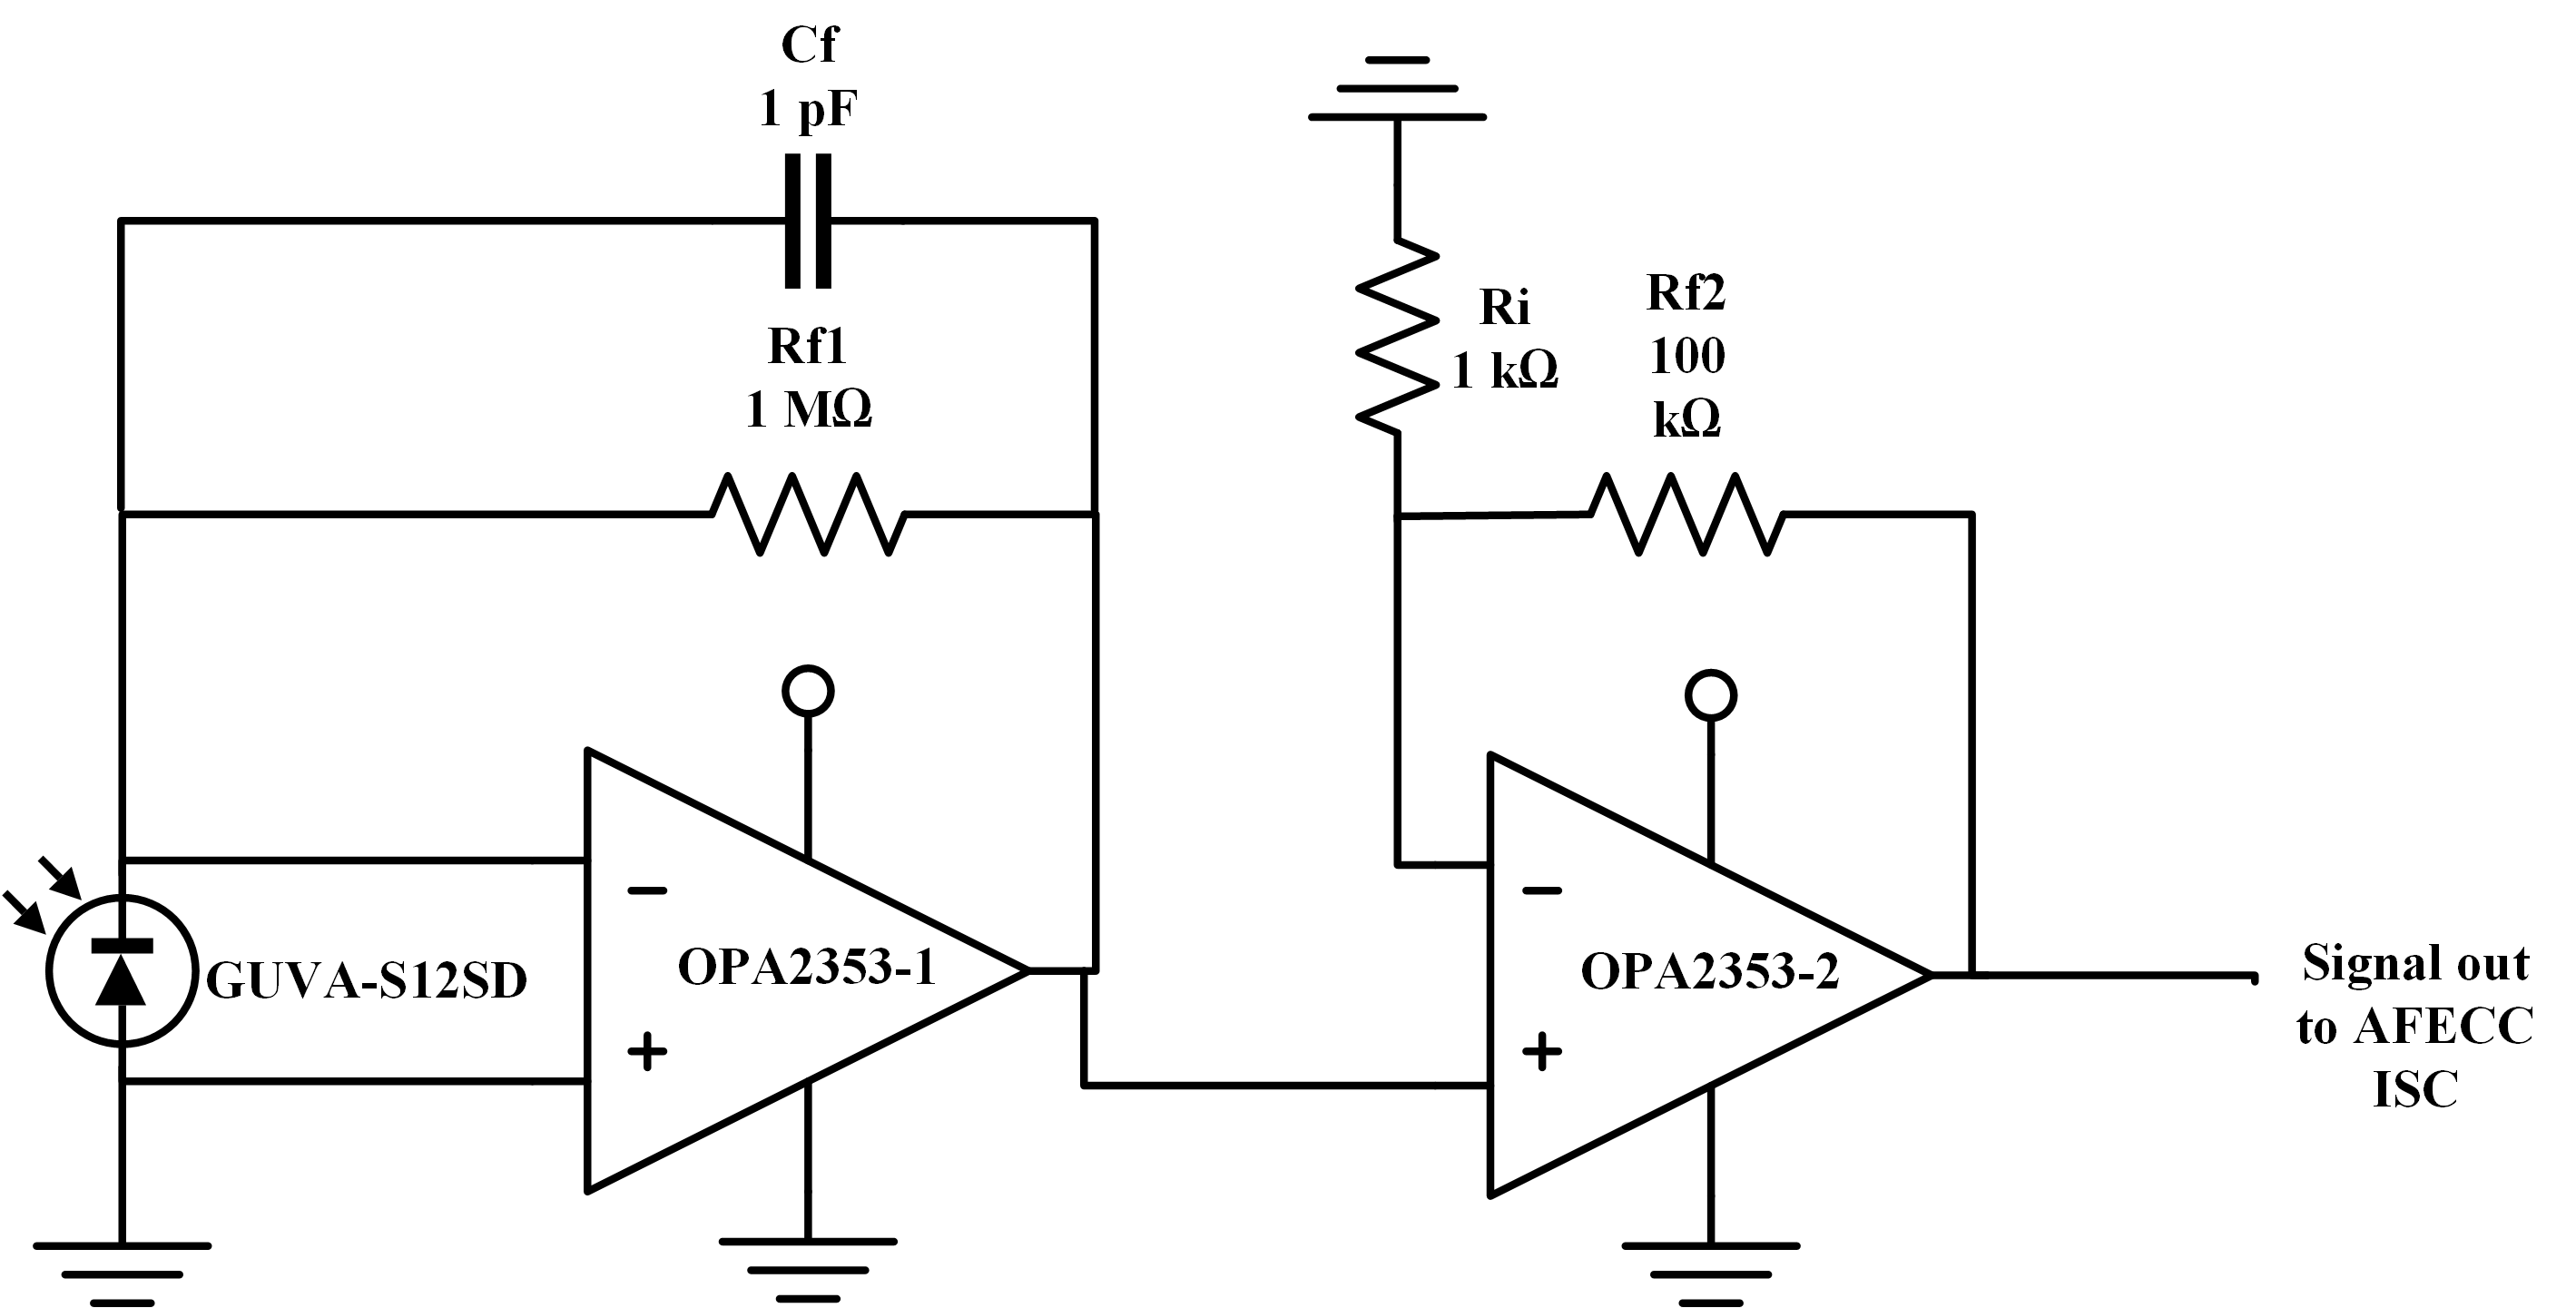 Cf
1 pF
Rf1
1 MΩ
Ri
1 kΩ
Rf2
100
kΩ
GUVA-S12SD
−
OPA2353-1
+
−
OPA2353-2
+
Signal out
to AFECC
ISC